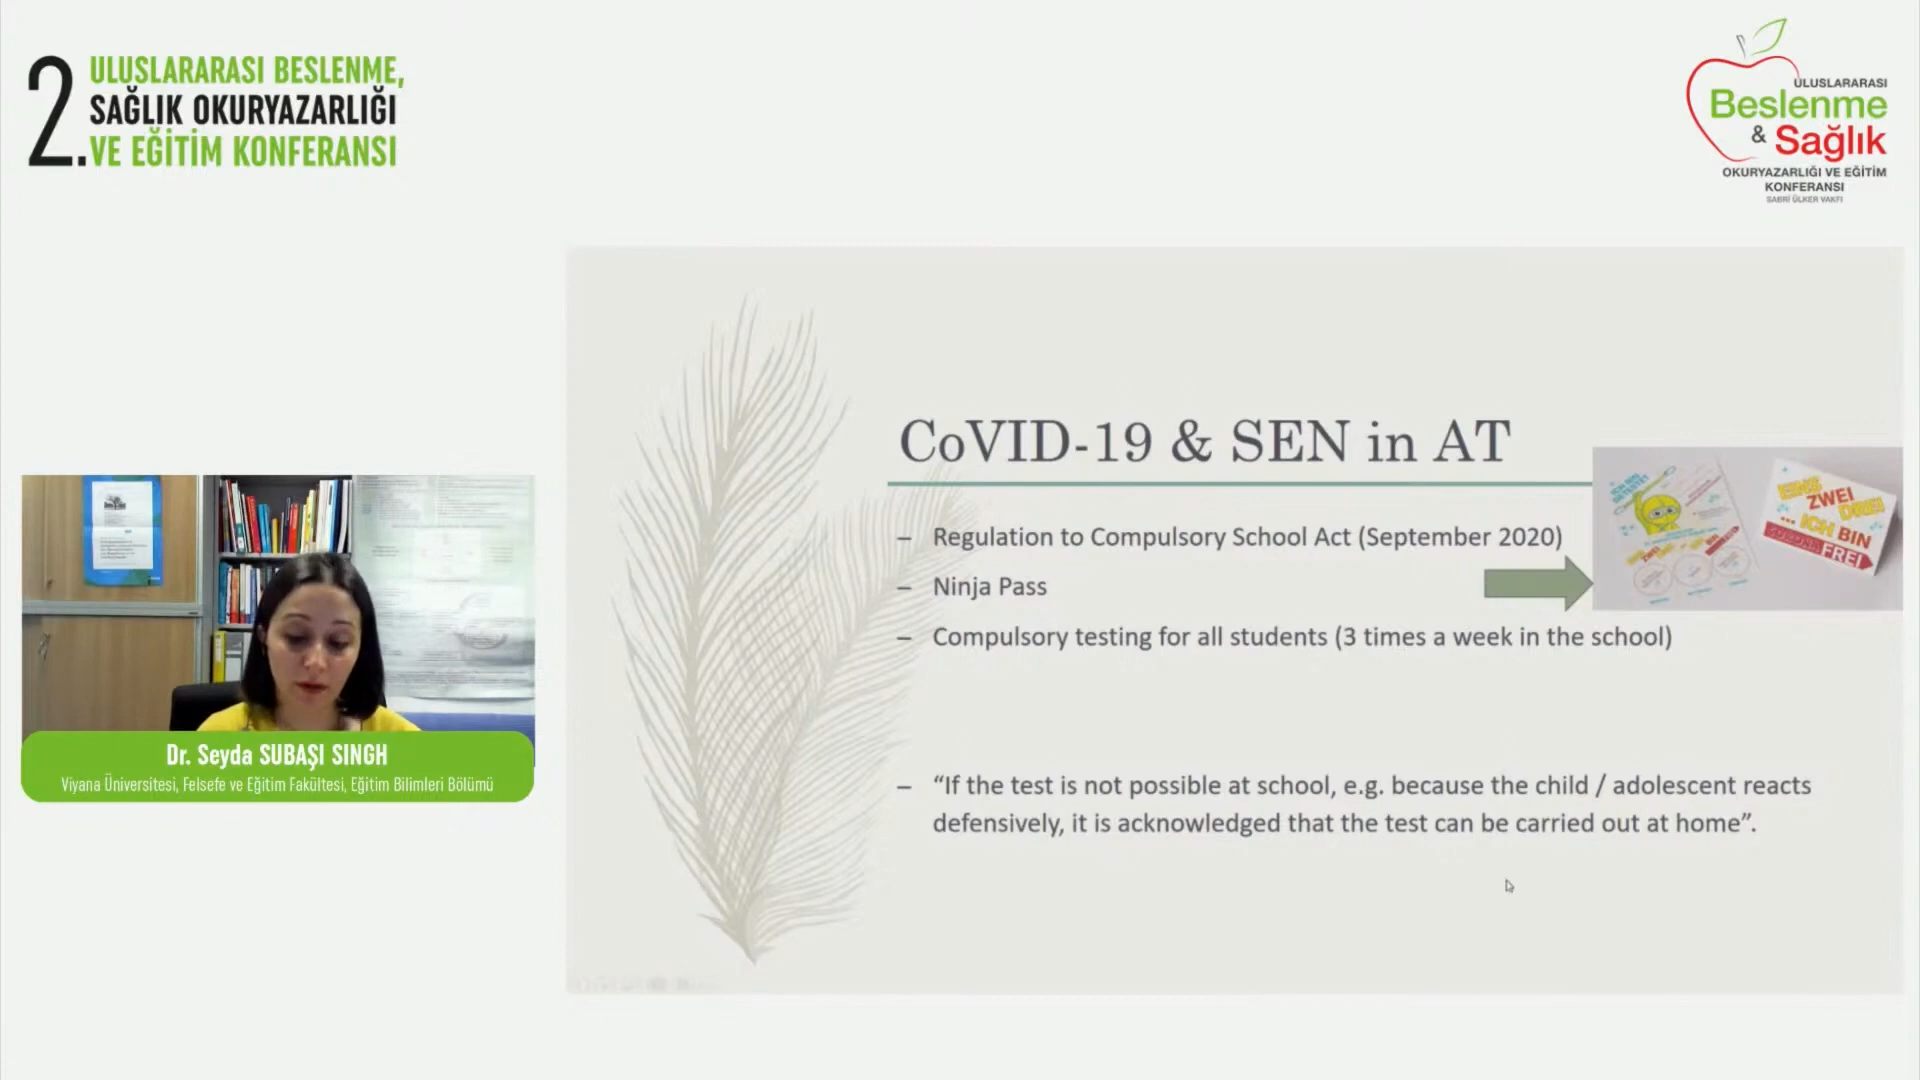 2. ULUSLARARASI BESLENME,
SAĞLIK OKURYAZARLIĞI
VE EĞİTİM KONFERANSI
ULUSLARARASI
Beslenme
& Sağlık
OKURYAZARLIĞI VE EĞİTİM
KONFERANSI
SABRİ ÜLKER VAKFI
CoVID-19 & SEN in AT
– Regulation to Compulsory School Act (September 2020)
– Ninja Pass
– Compulsory testing for all students (3 times a week in the school)
– “If the test is not possible at school, e.g. because the child / adolescent reacts
defensively, it is acknowledged that the test can be carried out at home”.
EINS
ZWEI
DREI
... ICH BIN
CORONA
FREI
Dr. Seyda SUBAŞI SINGH
Viyana Üniversitesi, Felsefe ve Eğitim Fakültesi, Eğitim Bilimleri Bölümü